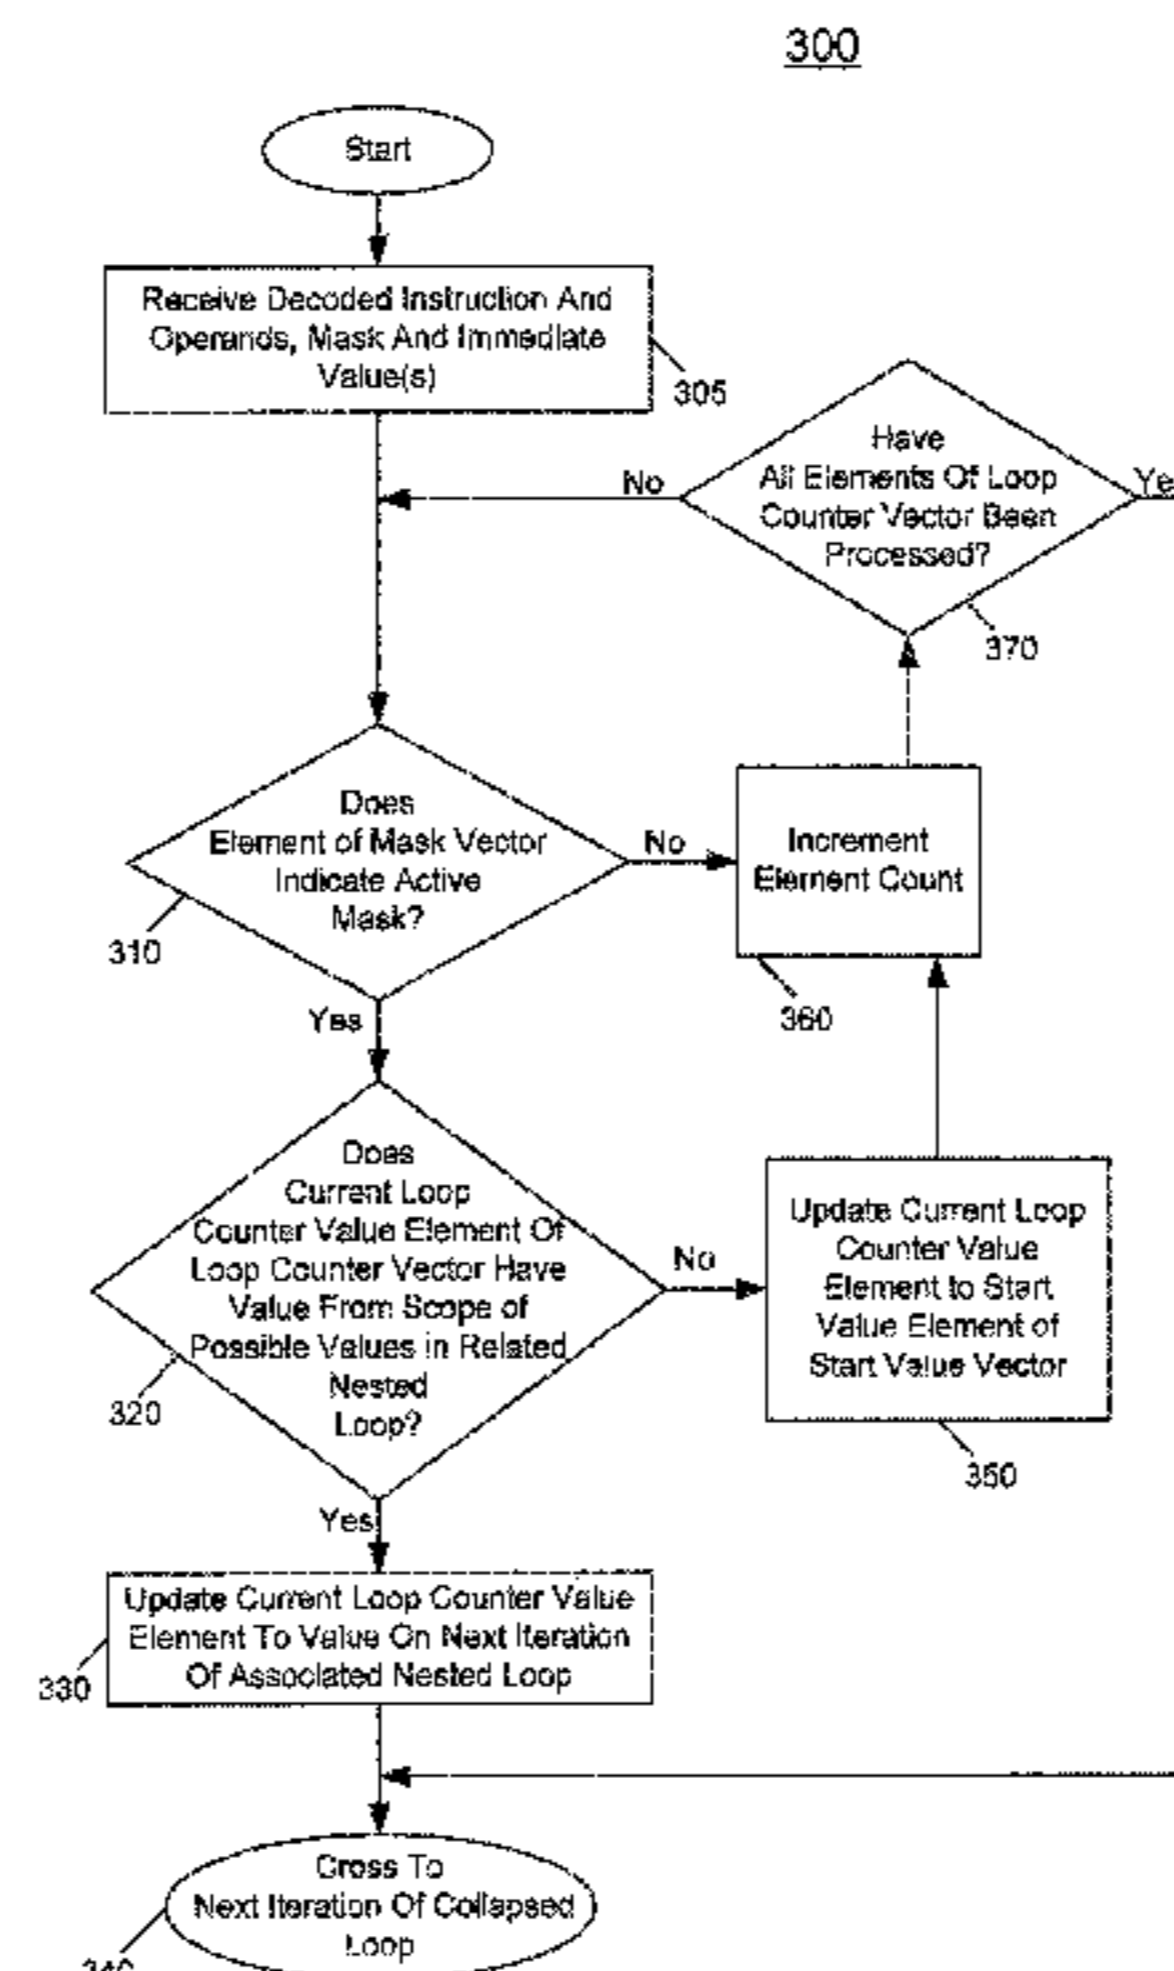 300
Start
Receive Decoded Instruction And
Operands, Mask And Immediate
Value(s)
305
Have
All Elements Of Loop
Counter Vector Been
Processed?
No
Ye
370
Does
Element of Mask Vector
Indicate Active
Mask?
No
310
Yes
Increment
Element Count
360
Does
Current Loop
Counter Value Element Of
Loop Counter Vector Have
Value From Scope of
Possible Values in Related
Nested
Loop?
No
320
Yes
Update Current Loop
Counter Value
Element to Start
Value Element of
Start Value Vector
350
Update Current Loop Counter Value
Element To Value On Next Iteration
Of Associated Nested Loop
330
Cross To
Next Iteration Of Collapsed
Loop